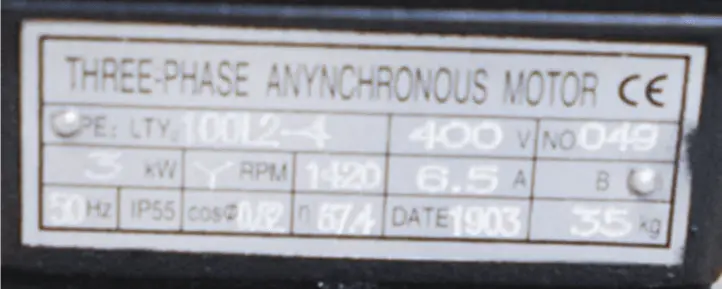 THREE-PHASE ANYNCHRONOUS MOTOR CE
LTY 100L2-4 400 V NO 049
3 kW Y RPM 1420 6.5 A B
50 Hz IP55 cosΦ η DATE 1903 35 kg